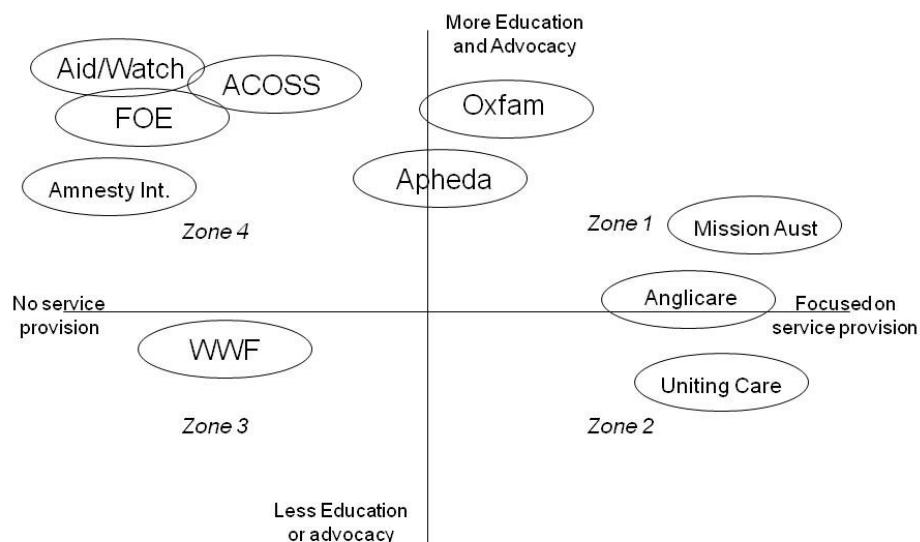 More Education
and Advocacy
Aid/Watch
ACOSS
FOE
Oxfam
Amnesty Int.
Apheda
Zone 4
Zone 1
Mission Aust
No service
provision
Anglicare
Focused on
service provision
WWF
Uniting Care
Zone 3
Zone 2
Less Education
or advocacy